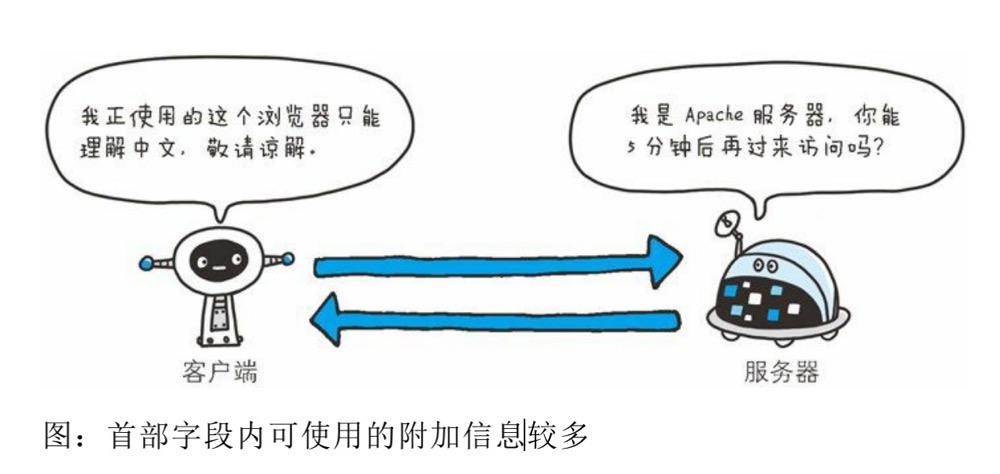 我正使用的这个浏览器只能
理解中文，敬请谅解。
我是 Apache 服务器，你能
5 分钟后再过来访问吗？
客户端
服务器
图：首部字段内可使用的附加信息较多